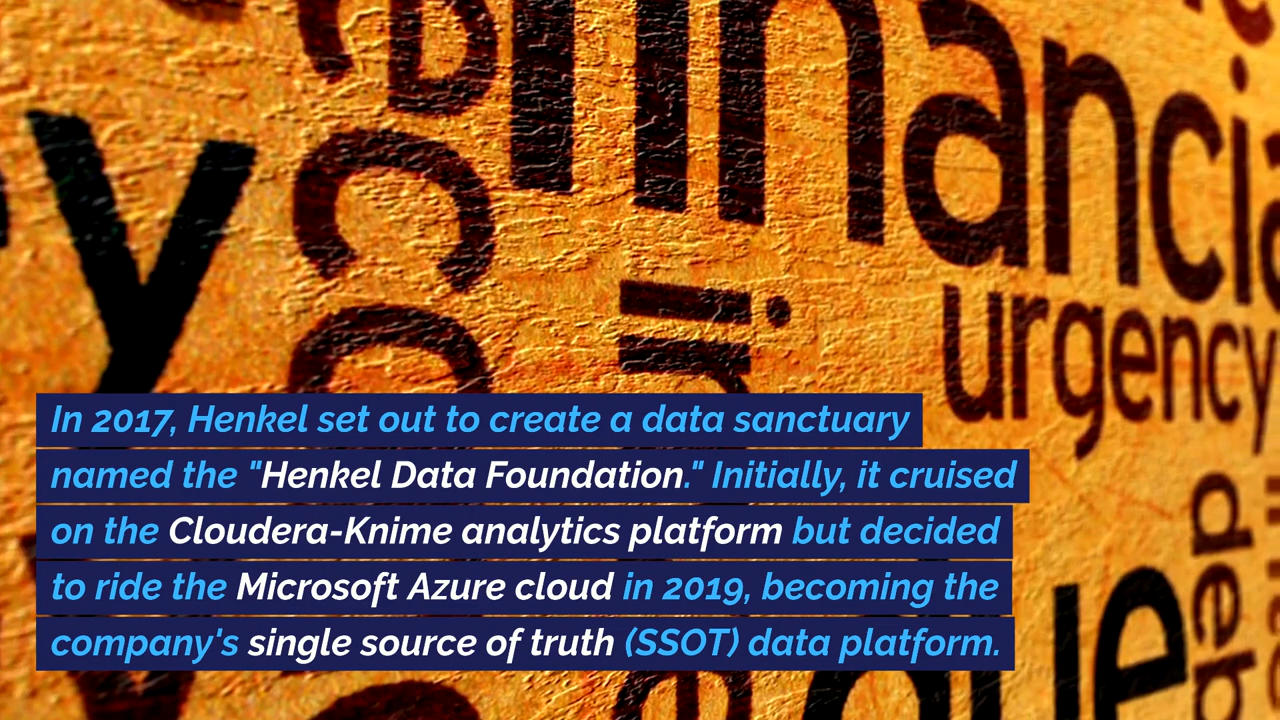 financia
urgency
In 2017, Henkel set out to create a data sanctuary
named the "Henkel Data Foundation." Initially, it cruised
on the Cloudera-Knime analytics platform but decided
to ride the Microsoft Azure cloud in 2019, becoming the
company's single source of truth (SSOT) data platform.
deb